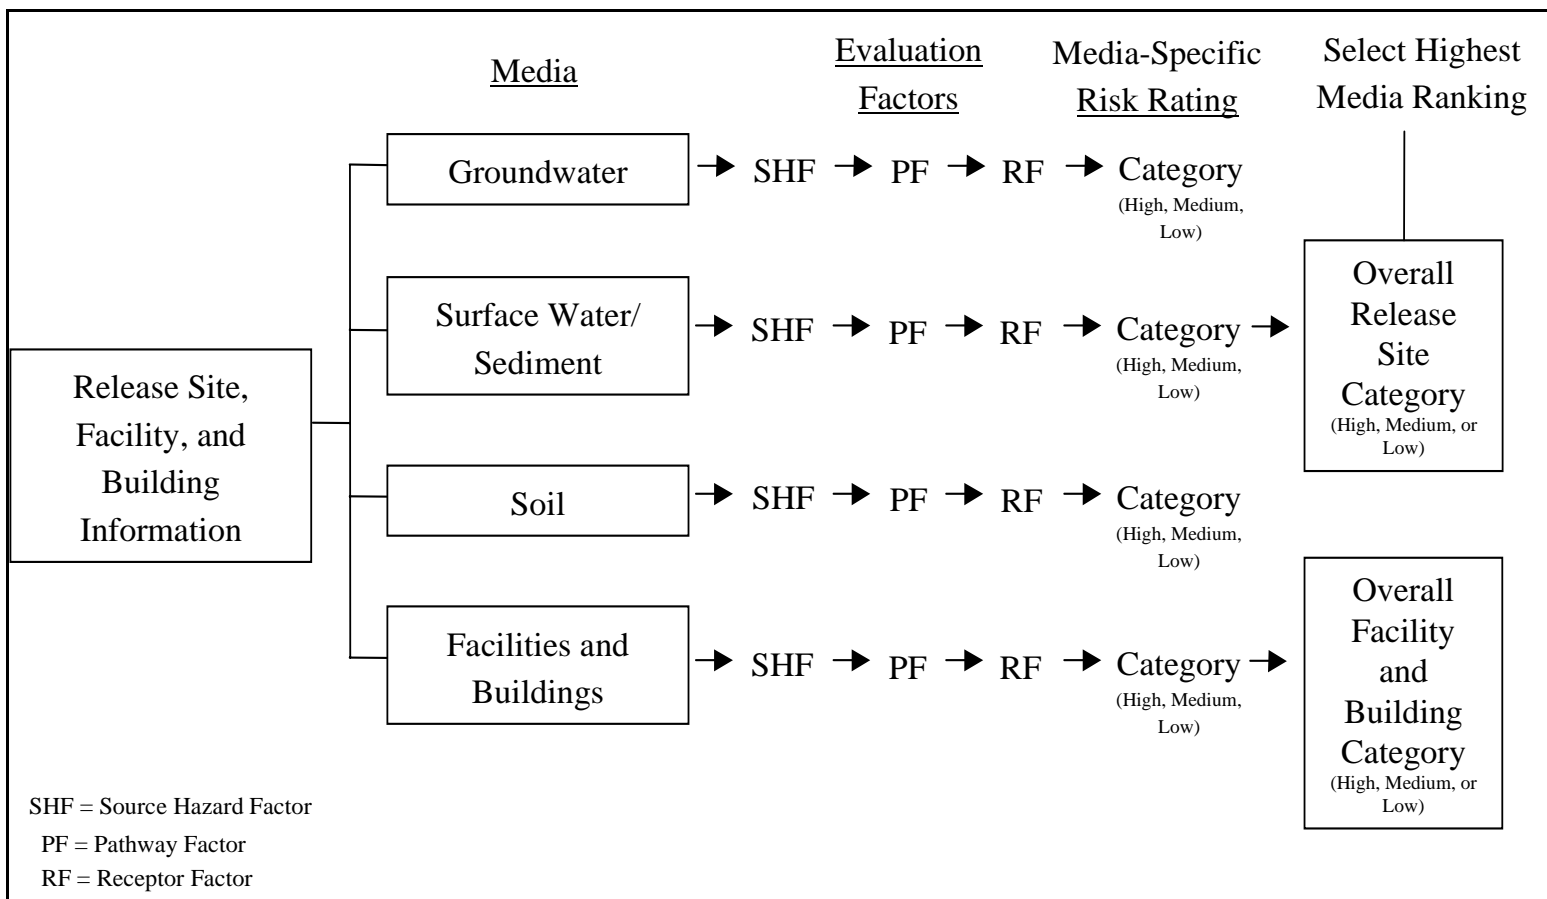 Media
Evaluation
Factors
Media-Specific
Risk Rating
Select Highest
Media Ranking
Release Site,
Facility, and
Building
Information
Groundwater
SHF
PF
RF
Category
(High, Medium,
Low)
Surface Water/
Sediment
SHF
PF
RF
Category
(High, Medium,
Low)
Overall
Release
Site
Category
(High, Medium, or
Low)
Soil
SHF
PF
RF
Category
(High, Medium,
Low)
Facilities and
Buildings
SHF
PF
RF
Category
(High, Medium,
Low)
Overall
Facility
and
Building
Category
(High, Medium, or
Low)
SHF = Source Hazard Factor
PF = Pathway Factor
RF = Receptor Factor